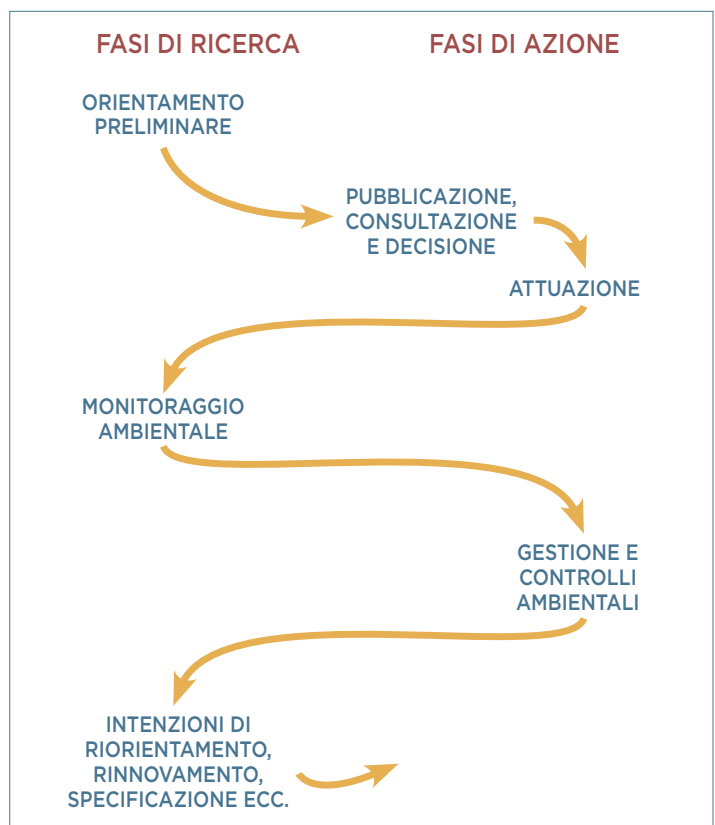 FASI DI RICERCA
FASI DI AZIONE
ORIENTAMENTO
PRELIMINARE
PUBBLICAZIONE,
CONSULTAZIONE
E DECISIONE
ATTUAZIONE
MONITORAGGIO
AMBIENTALE
GESTIONE E
CONTROLLI
AMBIENTALI
INTENZIONI DI
RIORIENTAMENTO,
RINNOVAMENTO,
SPECIFICAZIONE ECC.